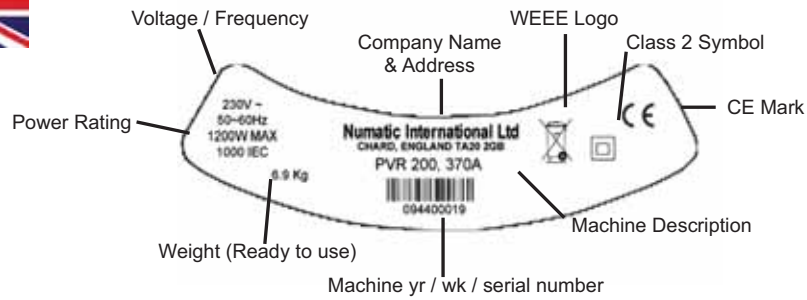 Voltage / Frequency
WEEE Logo
Company Name
& Address
Class 2 Symbol
CE Mark
Power Rating
230V ~
50~60Hz
1200W MAX
1000 IEC
6.9 Kg
Numatic International Ltd
CHARD, ENGLAND TA20 2GB
PVR 200, 370A
094400019
CE
Machine Description
Weight (Ready to use)
Machine yr / wk / serial number